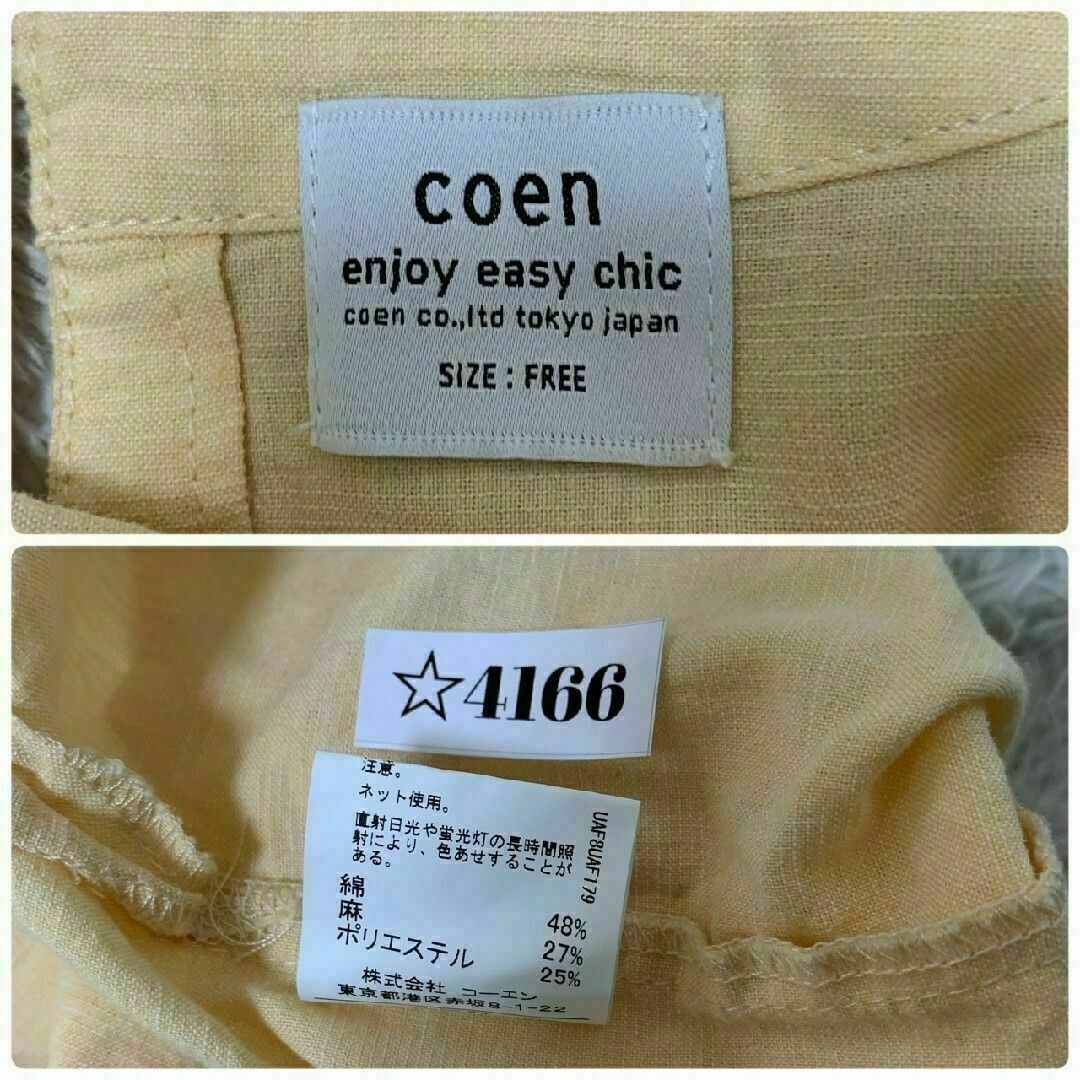 coen
enjoy easy chic
coen co.,ltd tokyo japan
SIZE : FREE
☆4166
注意。
ネット使用。
直射日光や蛍光灯の長時間照
射により、色あせすることが
ある。
綿 48%
麻 27%
ポリエステル 25%
株式会社 コーエン
東京都港区赤坂8-1-22
UAF8UAF179